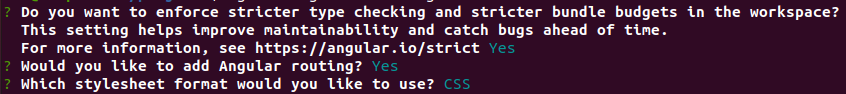 ? Do you want to enforce stricter type checking and stricter bundle budgets in the workspace?
This setting helps improve maintainability and catch bugs ahead of time.
For more information, see https://angular.io/strict Yes
? Would you like to add Angular routing? Yes
? Which stylesheet format would you like to use? CSS